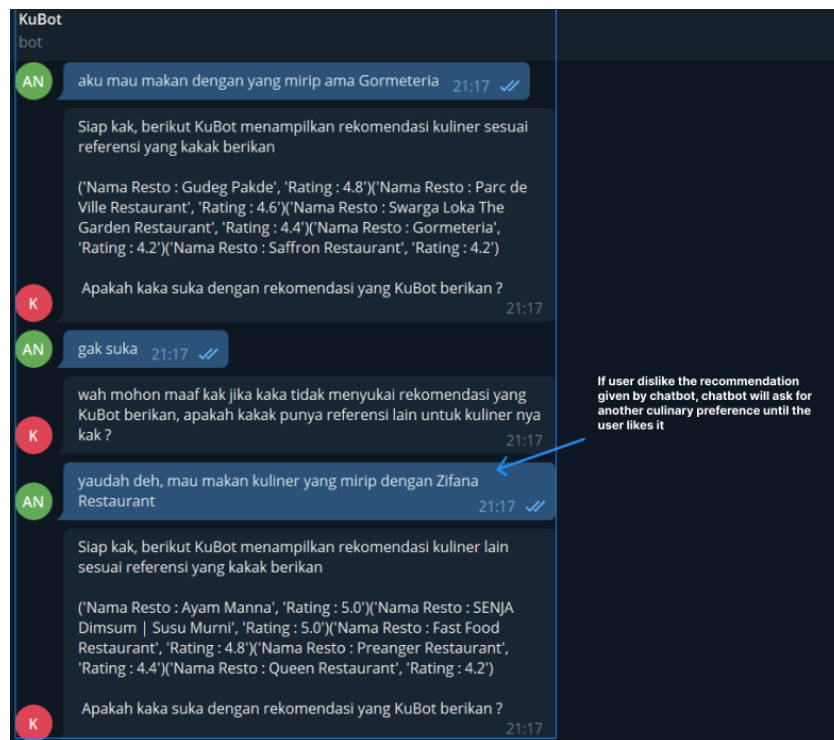 KuBot
bot
AN
aku mau makan dengan yang mirip ama Gormeteria 21:17
Siap kak, berikut KuBot menampilkan rekomendasi kuliner sesuai
referensi yang kakak berikan
('Nama Resto : Gudeg Pakde', 'Rating : 4.8')('Nama Resto : Parc de
Ville Restaurant', 'Rating : 4.6')('Nama Resto : Swarga Loka The
Garden Restaurant', 'Rating : 4.4')('Nama Resto : Gormeteria',
'Rating : 4.2')('Nama Resto : Saffron Restaurant', 'Rating : 4.2')
Apakah kaka suka dengan rekomendasi yang KuBot berikan ?
K
21:17
AN
gak suka 21:17
wah mohon maaf kak jika kaka tidak menyukai rekomendasi yang
KuBot berikan, apakah kakak punya referensi lain untuk kuliner nya
kak ?
K
21:17
If user dislike the recommendation
given by chatbot, chatbot will ask for
another culinary preference until the
user likes it
yaudah deh, mau makan kuliner yang mirip dengan Zifana
Restaurant
AN
21:17
Siap kak, berikut KuBot menampilkan rekomendasi kuliner lain
sesuai referensi yang kakak berikan
('Nama Resto : Ayam Manna', 'Rating : 5.0')('Nama Resto : SENJA
Dimsum | Susu Murni', 'Rating : 5.0')('Nama Resto : Fast Food
Restaurant', 'Rating : 4.8')('Nama Resto : Preanger Restaurant',
'Rating : 4.4')('Nama Resto : Queen Restaurant', 'Rating : 4.2')
Apakah kaka suka dengan rekomendasi yang KuBot berikan ?
K
21:17